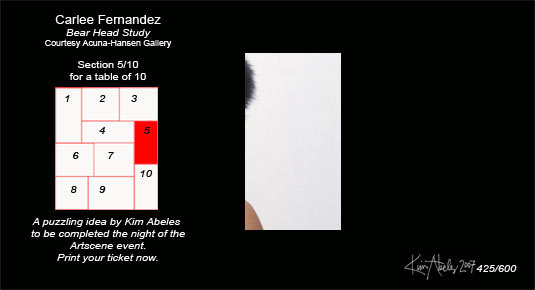 Carlee Fernandez
Bear Head Study
Courtesy Acuna-Hansen Gallery
Section 5/10
for a table of 10
1 2 3
4 5
6 7
10
8 9
A puzzling idea by Kim Abeles
to be completed the night of the
Artscene event.
Print your ticket now.
Kim Abeles 2007 425/600